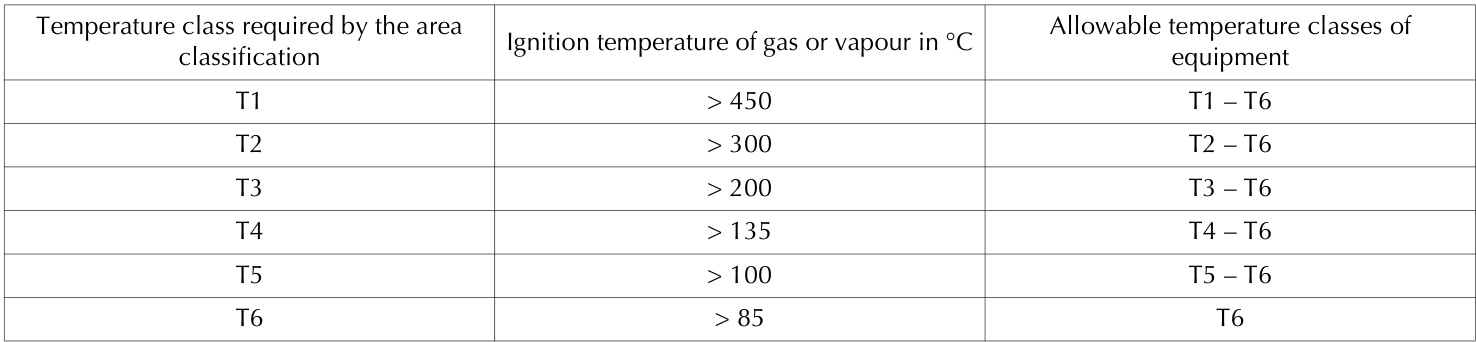 Temperature class required by the area
classification
Ignition temperature of gas or vapour in °C
Allowable temperature classes of
equipment
T1
> 450
T1 – T6
T2
> 300
T2 – T6
T3
> 200
T3 – T6
T4
> 135
T4 – T6
T5
> 100
T5 – T6
T6
> 85
T6